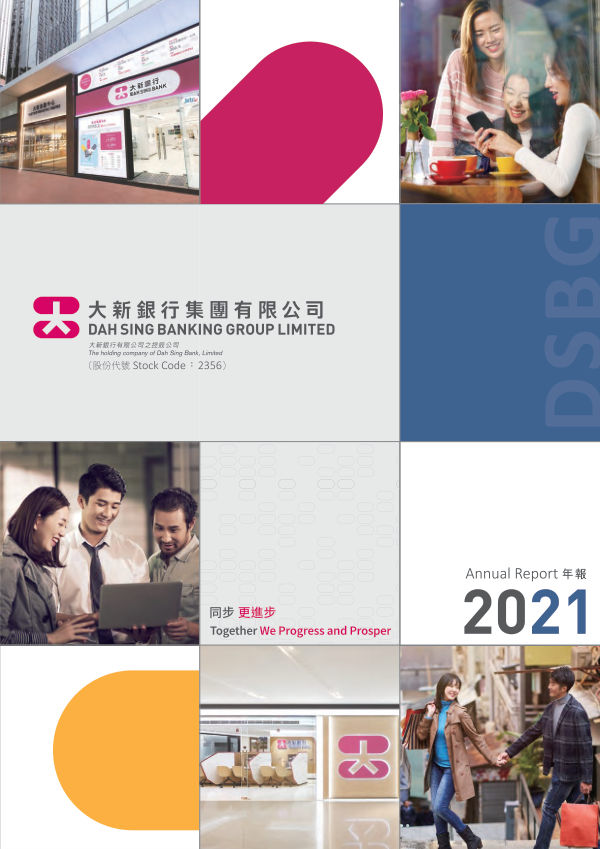 大新銀行
DAH SING BANK
DSBG
大新銀行集團有限公司
DAH SING BANKING GROUP LIMITED
大新銀行有限公司之控股公司
The holding company of Dah Sing Bank, Limited
(股份代號 Stock Code：2356)
Annual Report 年報
2021
同步 更進步
Together We Progress and Prosper